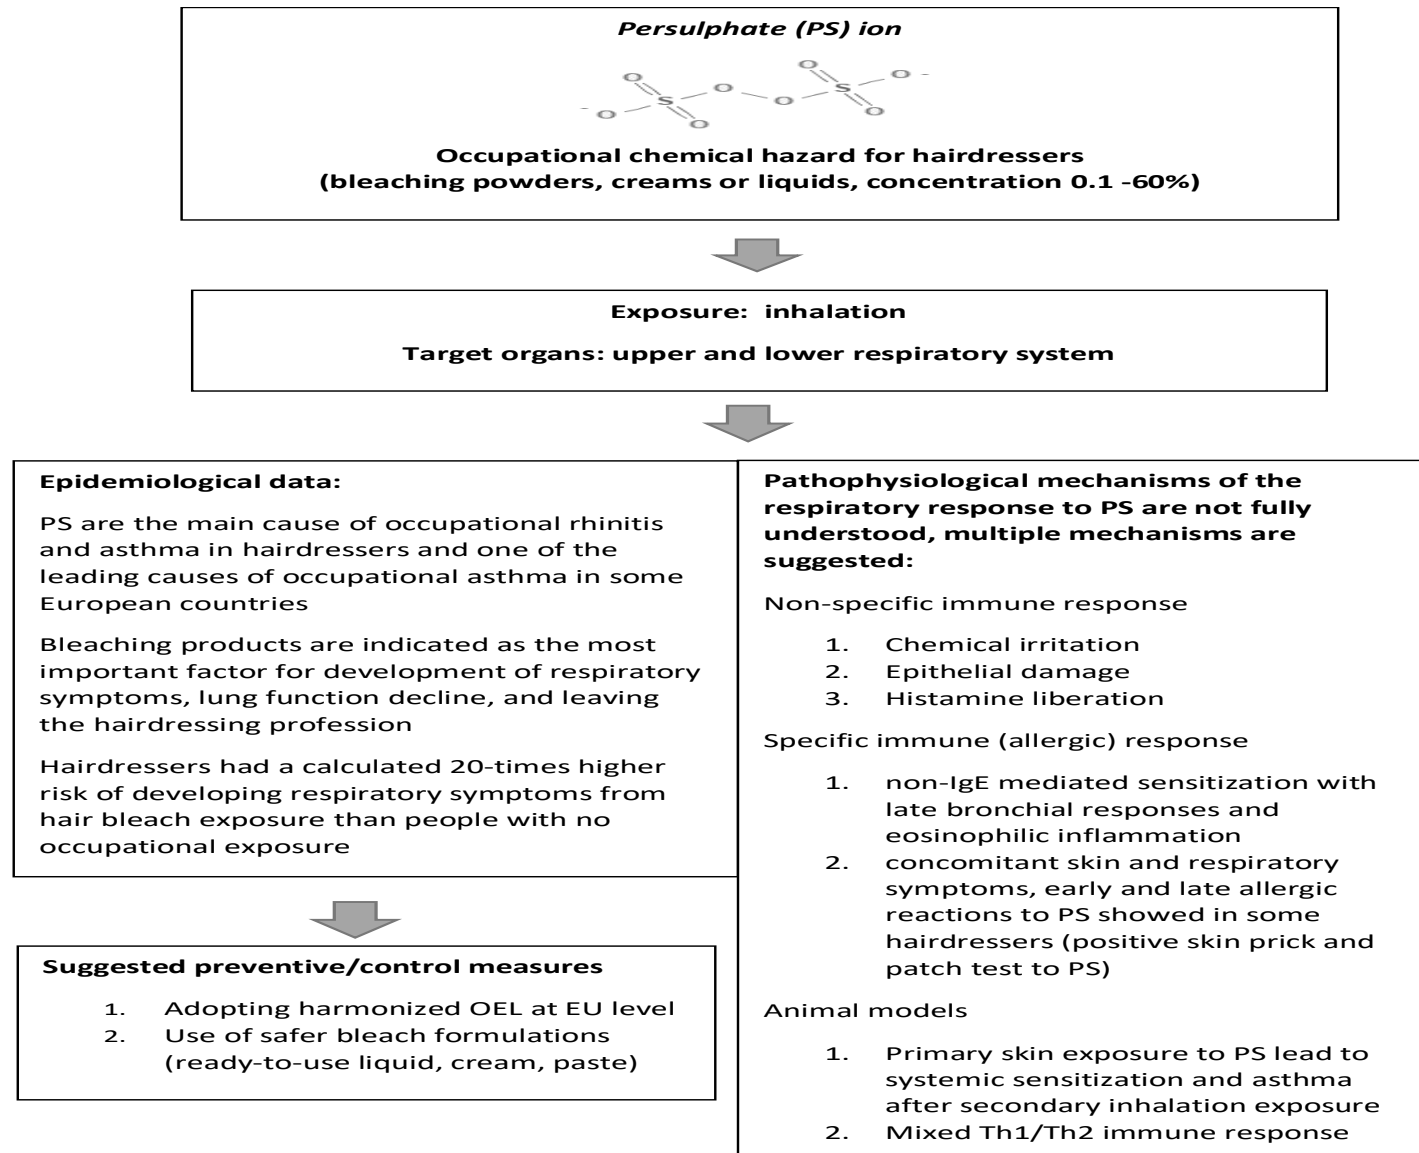 Persulphate (PS) ion
O
O
S
O
O
O
O
S
O
O
-
-
Occupational chemical hazard for hairdressers
(bleaching powders, creams or liquids, concentration 0.1 -60%)
Exposure: inhalation
Target organs: upper and lower respiratory system
Epidemiological data:
PS are the main cause of occupational rhinitis
and asthma in hairdressers and one of the
leading causes of occupational asthma in some
European countries
Bleaching products are indicated as the most
important factor for development of respiratory
symptoms, lung function decline, and leaving
the hairdressing profession
Hairdressers had a calculated 20-times higher
risk of developing respiratory symptoms from
hair bleach exposure than people with no
occupational exposure
Suggested preventive/control measures
1. Adopting harmonized OEL at EU level
2. Use of safer bleach formulations
(ready-to-use liquid, cream, paste)
Pathophysiological mechanisms of the
respiratory response to PS are not fully
understood, multiple mechanisms are
suggested:
Non-specific immune response
1. Chemical irritation
2. Epithelial damage
3. Histamine liberation
Specific immune (allergic) response
1. non-IgE mediated sensitization with
late bronchial responses and
eosinophilic inflammation
2. concomitant skin and respiratory
symptoms, early and late allergic
reactions to PS showed in some
hairdressers (positive skin prick and
patch test to PS)
Animal models
1. Primary skin exposure to PS lead to
systemic sensitization and asthma
after secondary inhalation exposure
2. Mixed Th1/Th2 immune response